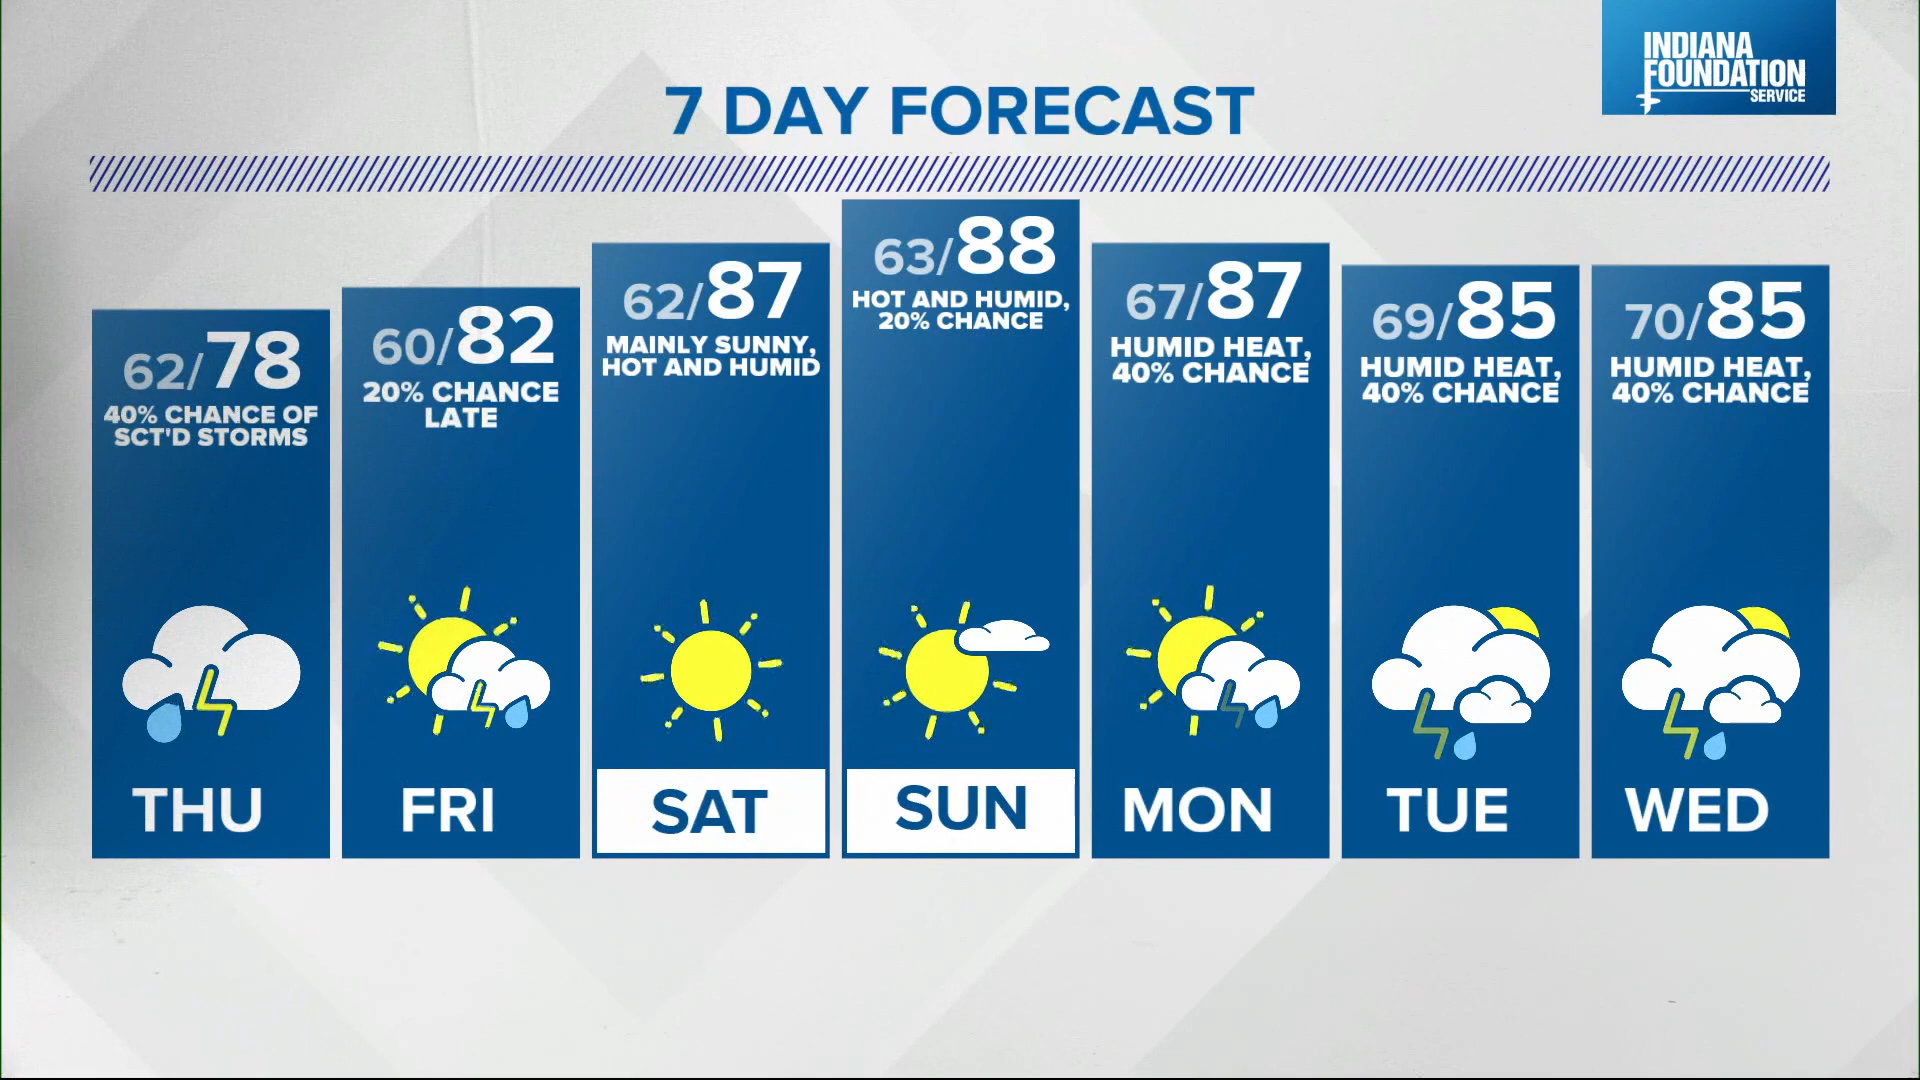 INDIANA
FOUNDATION
SERVICE
7 DAY FORECAST
62/78
40% CHANCE OF
SCT'D STORMS
THU
60/82
20% CHANCE
LATE
FRI
62/87
MAINLY SUNNY,
HOT AND HUMID
SAT
63/88
HOT AND HUMID,
20% CHANCE
SUN
67/87
HUMID HEAT,
40% CHANCE
MON
69/85
HUMID HEAT,
40% CHANCE
TUE
70/85
HUMID HEAT,
40% CHANCE
WED